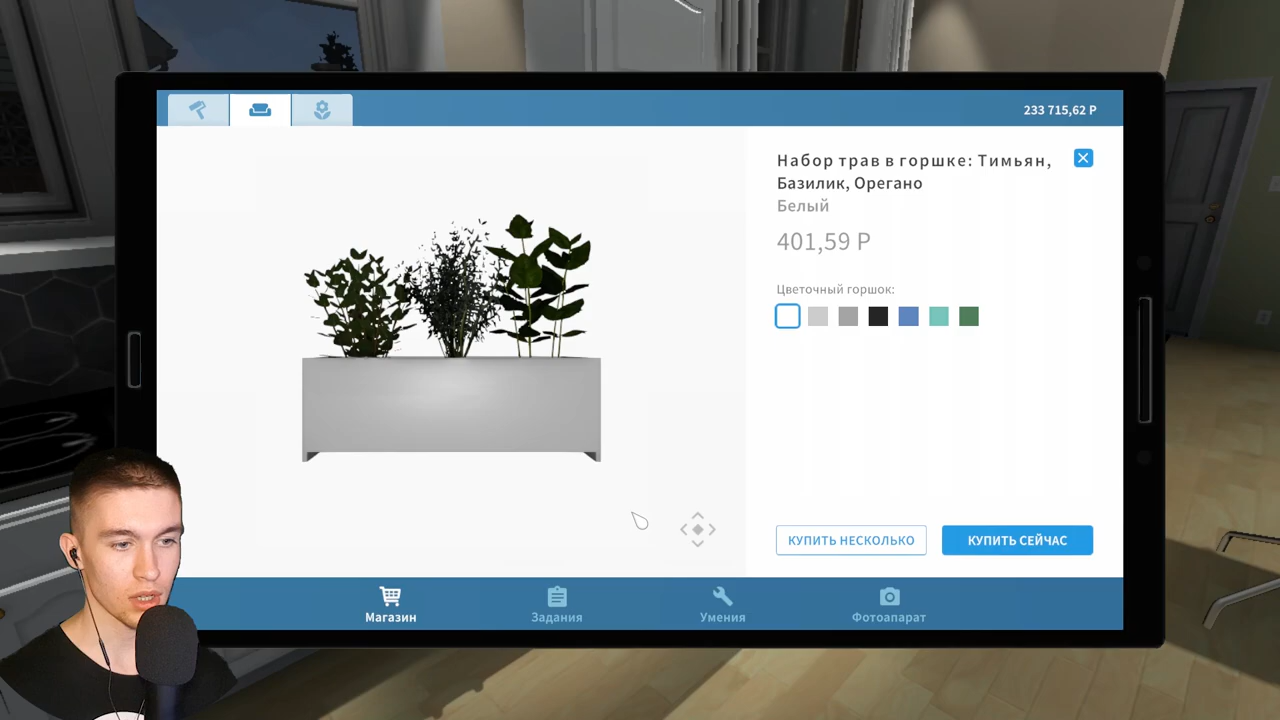 233 715,62 Р
Набор трав в горшке: Тимьян,
Базилик, Орегано
Белый
401,59 Р
Цветочный горшок:
КУПИТЬ НЕСКОЛЬКО
КУПИТЬ СЕЙЧАС
Магазин
Задания
Умения
Фотоапарат